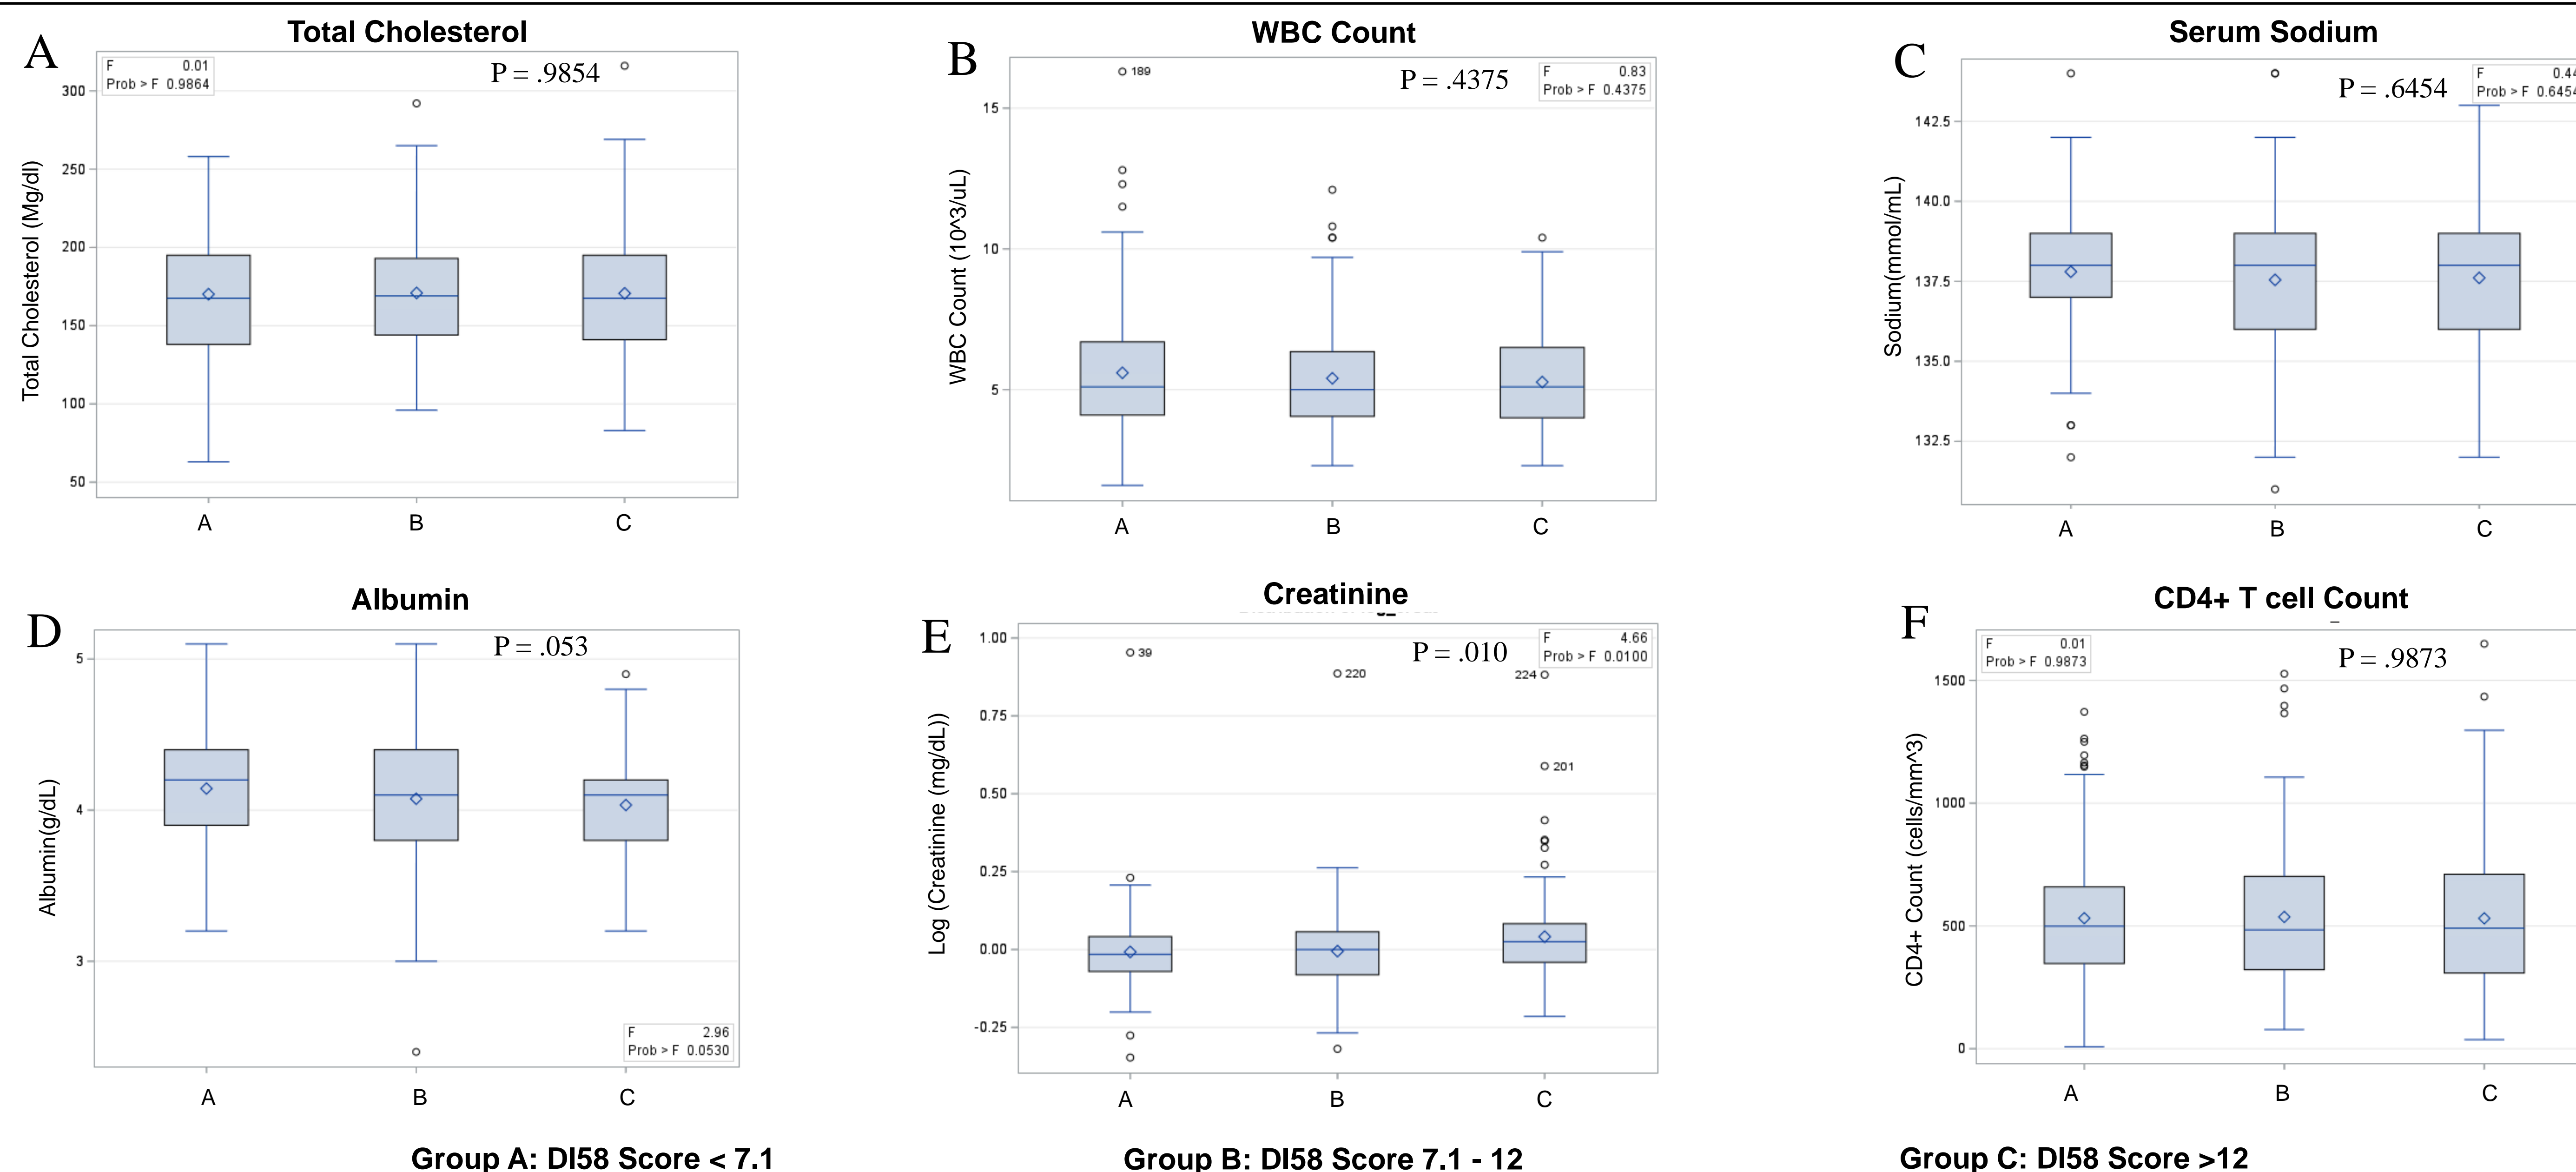 Total Cholesterol
A
F 0.01
Prob > F 0.9864
P = .9854
Total Cholesterol (Mg/dl)
300
250
200
150
100
50
A B C
WBC Count
B
189
P = .4375
F 0.83
Prob > F 0.4375
WBC Count (10^3/uL)
15
10
5
A B C
Serum Sodium
C
P = .6454
F 0.44
Prob > F 0.6454
Sodium(mmol/mL)
142.5
140.0
137.5
135.0
132.5
A B C
Albumin
D
P = .053
Albumin(g/dL)
5
4
3
F 2.96
Prob > F 0.0530
A B C
Creatinine
E
39
220
224
201
P = .010
F 4.66
Prob > F 0.0100
Log (Creatinine (mg/dL))
1.00
0.75
0.50
0.25
0.00
-0.25
A B C
CD4+ T cell Count
F
F 0.01
Prob > F 0.9873
P = .9873
CD4+ Count (cells/mm^3)
1500
1000
500
0
A B C
Group A: DI58 Score < 7.1
Group B: DI58 Score 7.1 - 12
Group C: DI58 Score >12